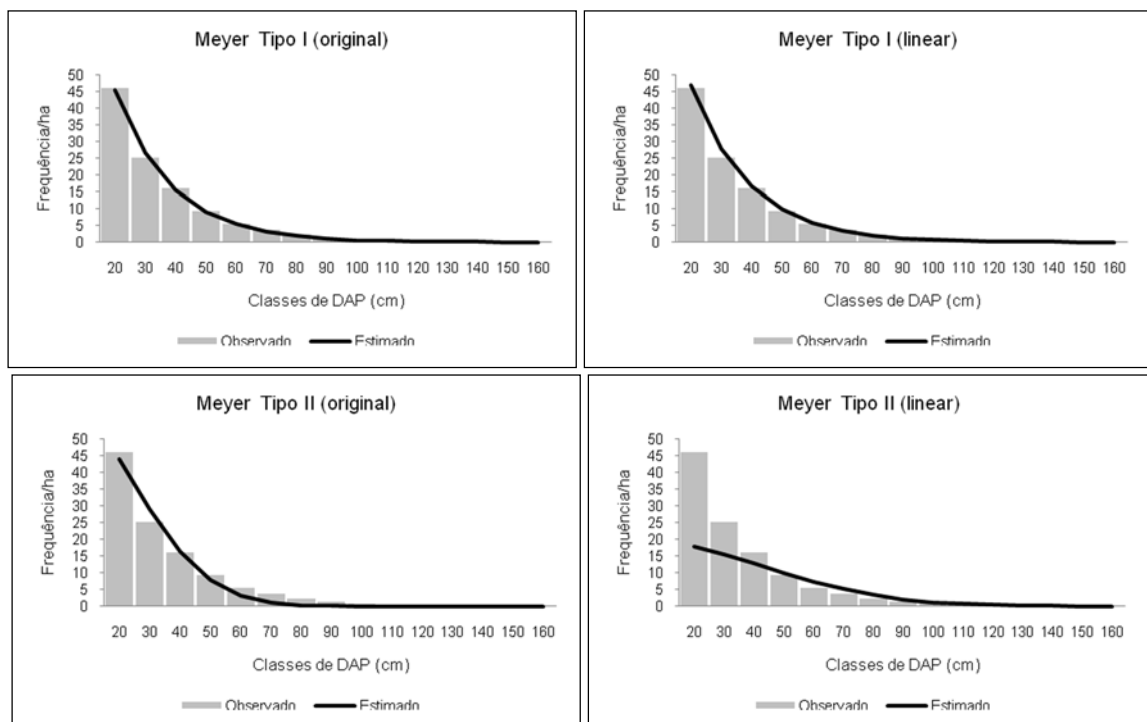 Meyer Tipo I (original)
50
45
40
35
30
25
20
15
10
5
0
Frequência/ha
20 30 40 50 60 70 80 90 100 110 120 130 140 150 160
Classes de DAP (cm)
Observado Estimado
Meyer Tipo I (linear)
50
45
40
35
30
25
20
15
10
5
0
Frequência/ha
20 30 40 50 60 70 80 90 100 110 120 130 140 150 160
Classes de DAP (cm)
Observado Estimado
Meyer Tipo II (original)
50
45
40
35
30
25
20
15
10
5
0
Frequência/ha
20 30 40 50 60 70 80 90 100 110 120 130 140 150 160
Classes de DAP (cm)
Observado Estimado
Meyer Tipo II (linear)
50
45
40
35
30
25
20
15
10
5
0
Frequência/ha
20 30 40 50 60 70 80 90 100 110 120 130 140 150 160
Classes de DAP (cm)
Observado Estimado